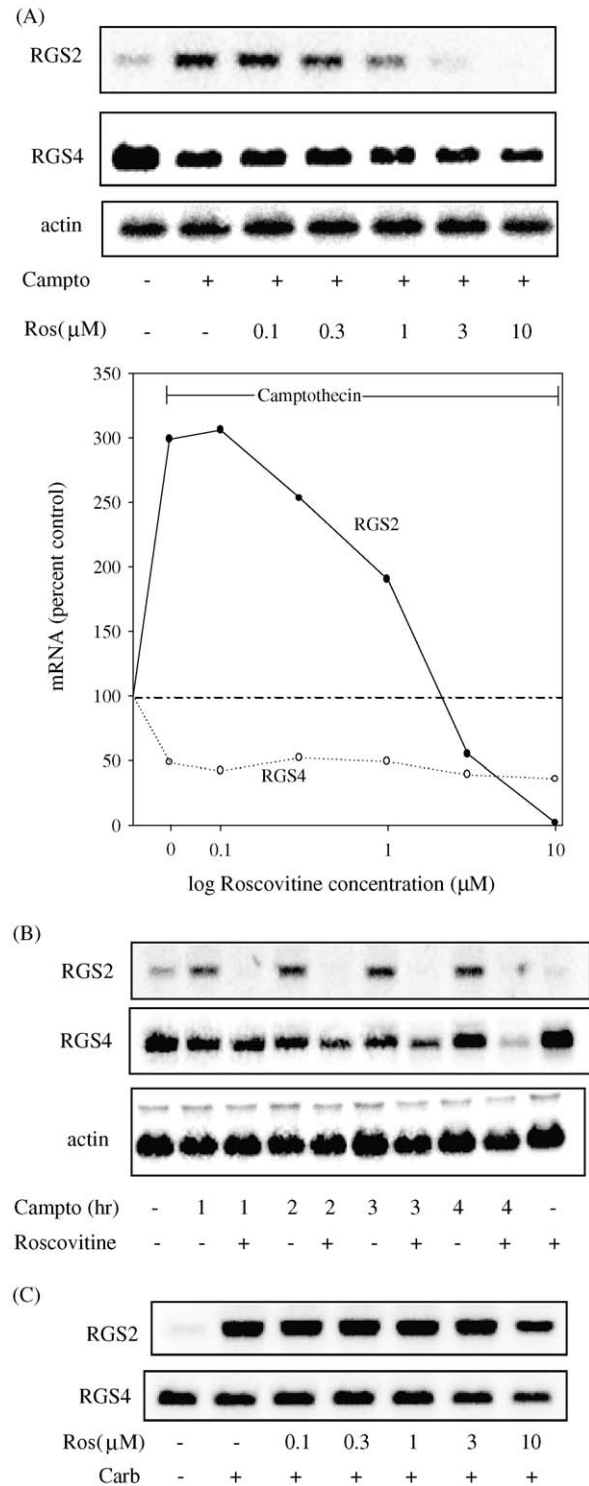 (A)
RGS2
RGS4
actin
Campto - + + + + + +
Ros(μM) - - 0.1 0.3 1 3 10
350
Camptothecin
300
250
RGS2
200
150
100
50
RGS4
0
mRNA (percent control)
0 0.1 1 10
log Roscovitine concentration (μM)
(B)
RGS2
RGS4
actin
Campto (hr) - 1 1 2 2 3 3 4 4 -
Roscovitine - - + - + - + - + +
(C)
RGS2
RGS4
Ros(μM) - - 0.1 0.3 1 3 10
Carb - + + + + + +